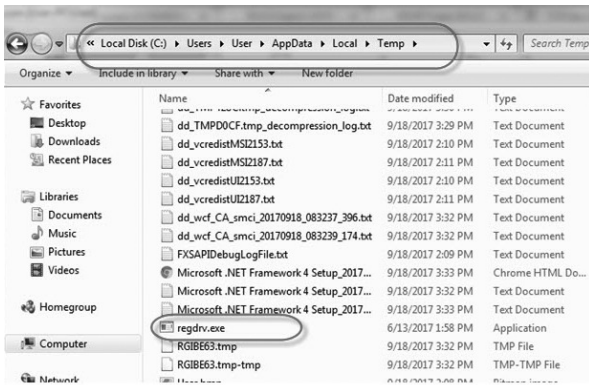 « Local Disk (C:) ▸ Users ▸ User ▸ AppData ▸ Local ▸ Temp ▸ Search Temp
Organize ▾ Include in library ▾ Share with ▾ New folder
Name Date modified Type
Favorites
Desktop
Downloads
Recent Places
Libraries
Documents
Music
Pictures
Videos
Homegroup
Computer
Network
dd_TMPD0CF.tmp_decompression_log.txt 9/18/2017 3:29 PM Text Document
dd_vcredistMSI2153.txt 9/18/2017 2:10 PM Text Document
dd_vcredistMSI2187.txt 9/18/2017 2:11 PM Text Document
dd_vcredistUI2153.txt 9/18/2017 2:10 PM Text Document
dd_vcredistUI2187.txt 9/18/2017 2:11 PM Text Document
dd_wcf_CA_smci_20170918_083237_396.txt 9/18/2017 3:32 PM Text Document
dd_wcf_CA_smci_20170918_083239_174.txt 9/18/2017 3:32 PM Text Document
FXSAPIDebugLogFile.txt 9/18/2017 2:09 PM Text Document
Microsoft .NET Framework 4 Setup_2017... 9/18/2017 3:33 PM Chrome HTML Do...
Microsoft .NET Framework 4 Setup_2017... 9/18/2017 3:32 PM Text Document
Microsoft .NET Framework 4 Setup_2017... 9/18/2017 3:33 PM Text Document
regdrv.exe 6/13/2017 1:58 PM Application
RGIBE63.tmp 9/18/2017 3:32 PM TMP File
RGIBE63.tmp-tmp 9/18/2017 3:32 PM TMP-TMP File